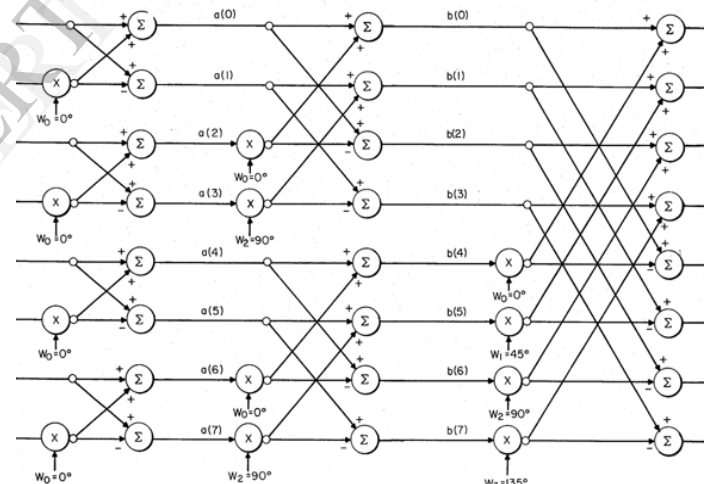 Σ a(0) Σ b(0) Σ
Σ a(1) Σ b(1) Σ
X
W₀=0°
Σ a(2) X Σ b(2) Σ
W₀=0°
X Σ a(3) X Σ b(3) Σ
W₀=0° W₂=90°
Σ a(4) Σ b(4) X Σ
W₀=0°
X Σ a(5) Σ b(5) X Σ
W₀=0° W₁=45°
Σ a(6) X Σ b(6) X Σ
W₀=0° W₂=90°
X Σ a(7) X Σ b(7) X Σ
W₀=0° W₂=90° =135°